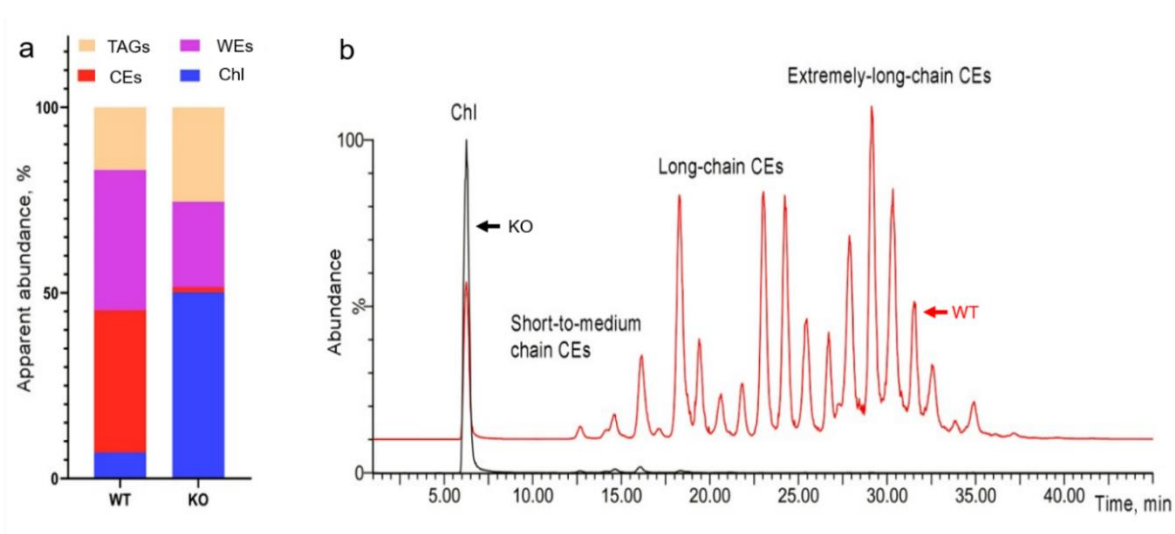 a
TAGs WEs
CEs Chl
Apparent abundance, %
100
50
0
WT KO
b
Extremely-long-chain CEs
Chl
Long-chain CEs
KO
Short-to-medium
chain CEs
WT
Abundance
100
%
0
5.00 10.00 15.00 20.00 25.00 30.00 35.00 40.00 Time, min